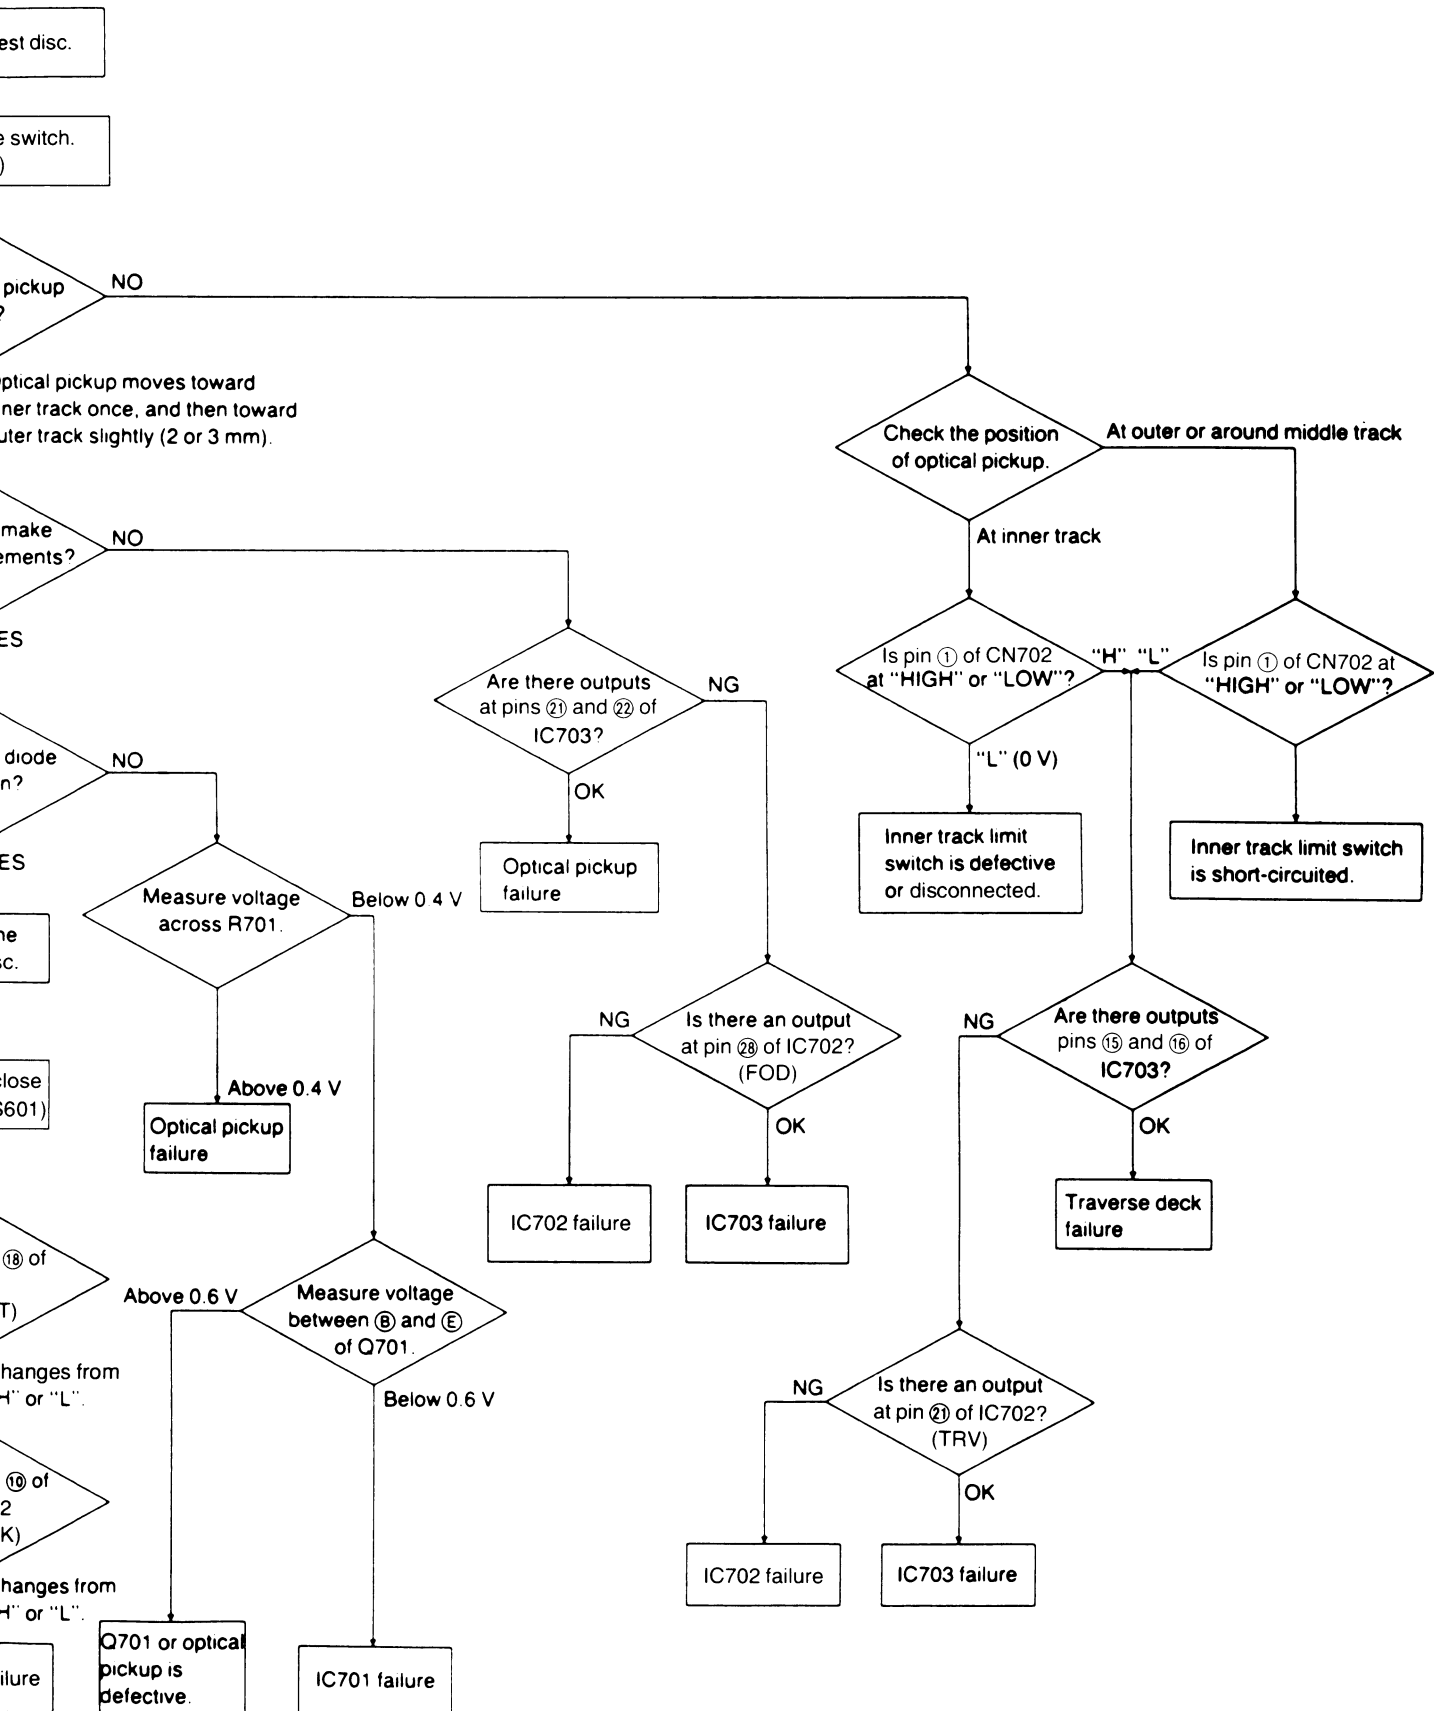 est disc.
e switch.
)
NO
pickup
?
ptical pickup moves toward
ner track once, and then toward
uter track slightly (2 or 3 mm).
Check the position
of optical pickup.
At outer or around middle track
At inner track
make
ements?
NO
ES
Are there outputs
at pins ㉑ and ㉒ of
IC703?
NG
OK
Optical pickup
failure
Is pin ① of CN702
at "HIGH" or "LOW"?
"H" "L"
Is pin ① of CN702 at
"HIGH" or "LOW"?
"L" (0 V)
Inner track limit
switch is defective
or disconnected.
Inner track limit switch
is short-circuited.
diode
n?
NO
ES
Measure voltage
across R701.
Below 0.4 V
Above 0.4 V
Optical pickup
failure
ne
sc.
close
S601)
NG
Is there an output
at pin ㉘ of IC702?
(FOD)
OK
IC702 failure
IC703 failure
NG
Are there outputs
pins ⑮ and ⑯ of
IC703?
OK
Traverse deck
failure
⑱ of
T)
hanges from
H" or "L".
Above 0.6 V
Measure voltage
between Ⓑ and Ⓔ
of Q701.
Below 0.6 V
NG
Is there an output
at pin ㉑ of IC702?
(TRV)
OK
IC702 failure
IC703 failure
⑩ of
2
K)
hanges from
H" or "L".
ilure
Q701 or optical
pickup is
defective.
IC701 failure